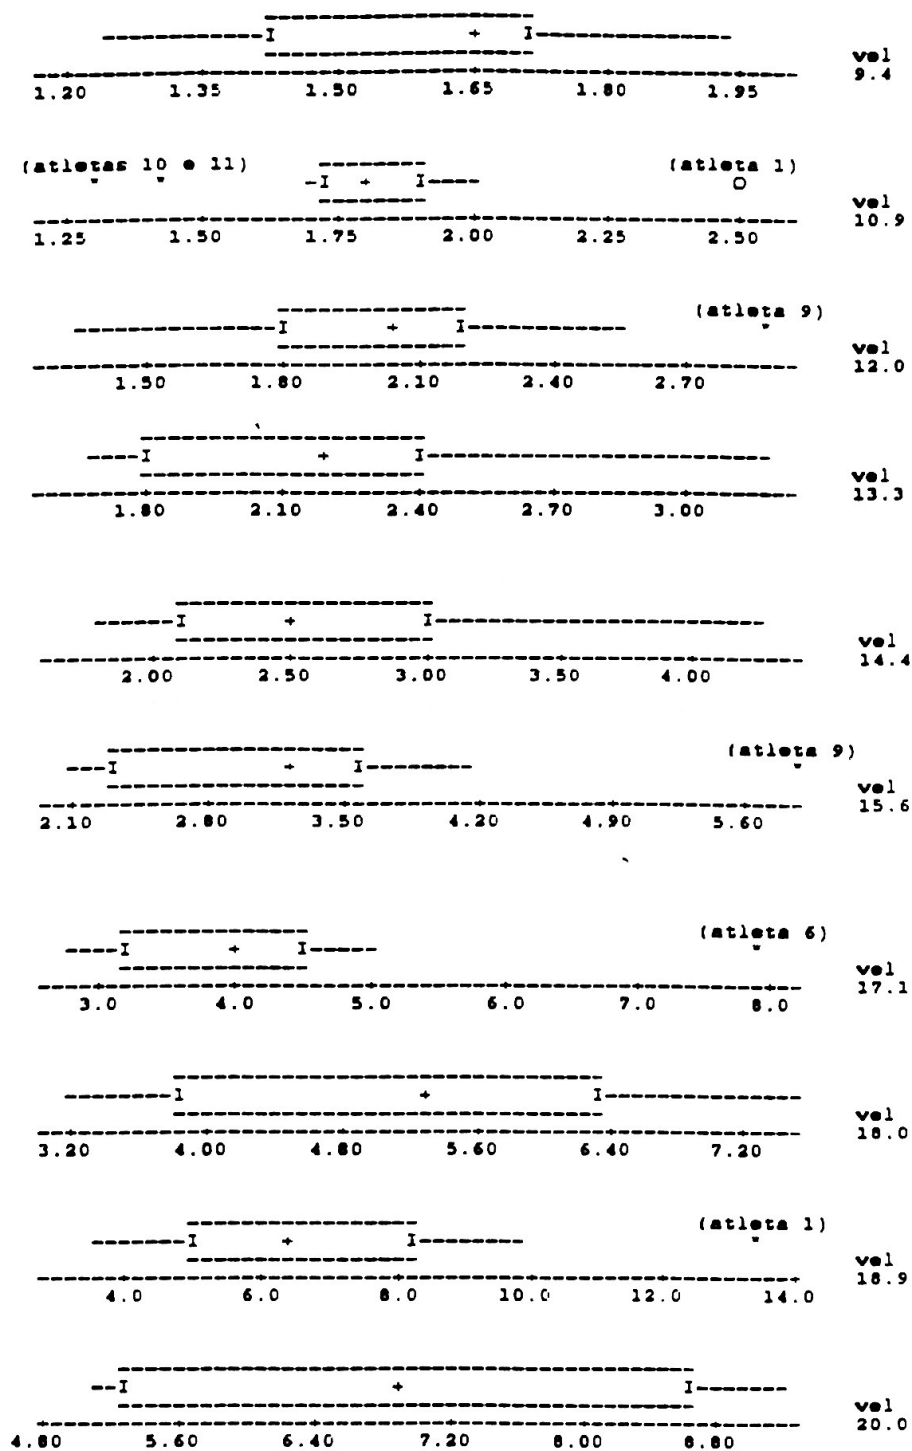 vel
9.4
1.20 1.35 1.50 1.65 1.80 1.95
(atletas 10 e 11) (atleta 1)
vel
10.9
1.25 1.50 1.75 2.00 2.25 2.50
(atleta 9)
vel
12.0
1.50 1.80 2.10 2.40 2.70
vel
13.3
1.80 2.10 2.40 2.70 3.00
vel
14.4
2.00 2.50 3.00 3.50 4.00
(atleta 9)
vel
15.6
2.10 2.80 3.50 4.20 4.90 5.60
(atleta 6)
vel
17.1
3.0 4.0 5.0 6.0 7.0 8.0
vel
18.0
3.20 4.00 4.80 5.60 6.40 7.20
(atleta 1)
vel
18.9
4.0 6.0 8.0 10.0 12.0 14.0
vel
20.0
4.80 5.60 6.40 7.20 8.00 8.80